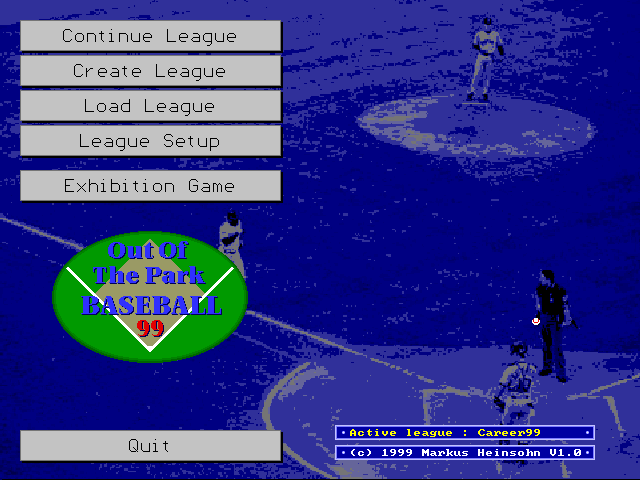 Continue League
Create League
Load League
League Setup
Exhibition Game
Out Of
The Park
BASEBALL
99
Quit
Active league : Career99
(c) 1999 Markus Heinsohn V1.0